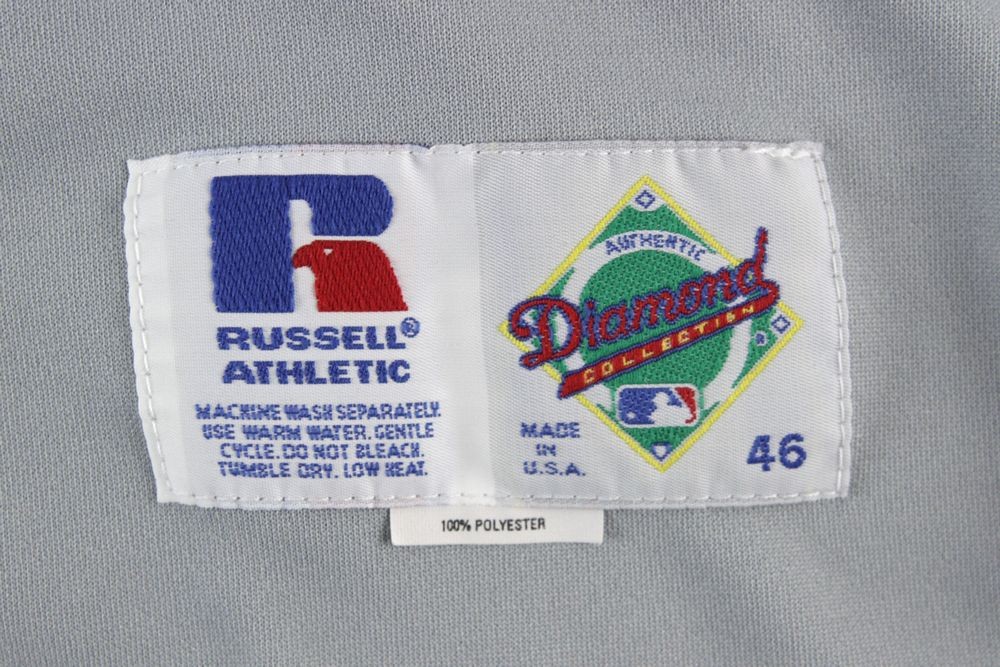 RUSSELL®
ATHLETIC
MACHINE WASH SEPARATELY.
USE WARM WATER. GENTLE
CYCLE. DO NOT BLEACH.
TUMBLE DRY. LOW HEAT.
AUTHENTIC
Diamond
COLLECTION
®
MADE
IN
U.S.A.
46
100% POLYESTER